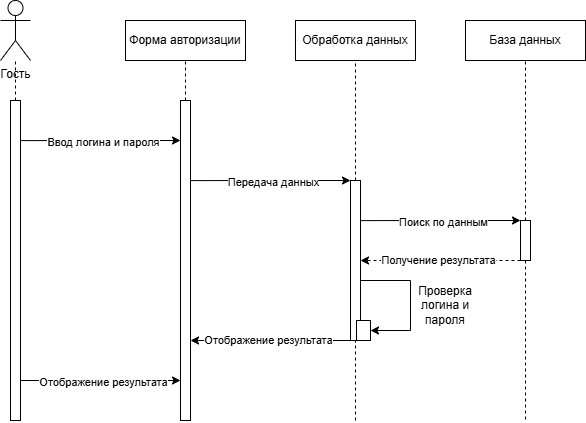 Гость
Форма авторизации
Обработка данных
База данных
Ввод логина и пароля
Передача данных
Поиск по данным
Получение результата
Проверка
логина и
пароля
Отображение результата
Отображение результата